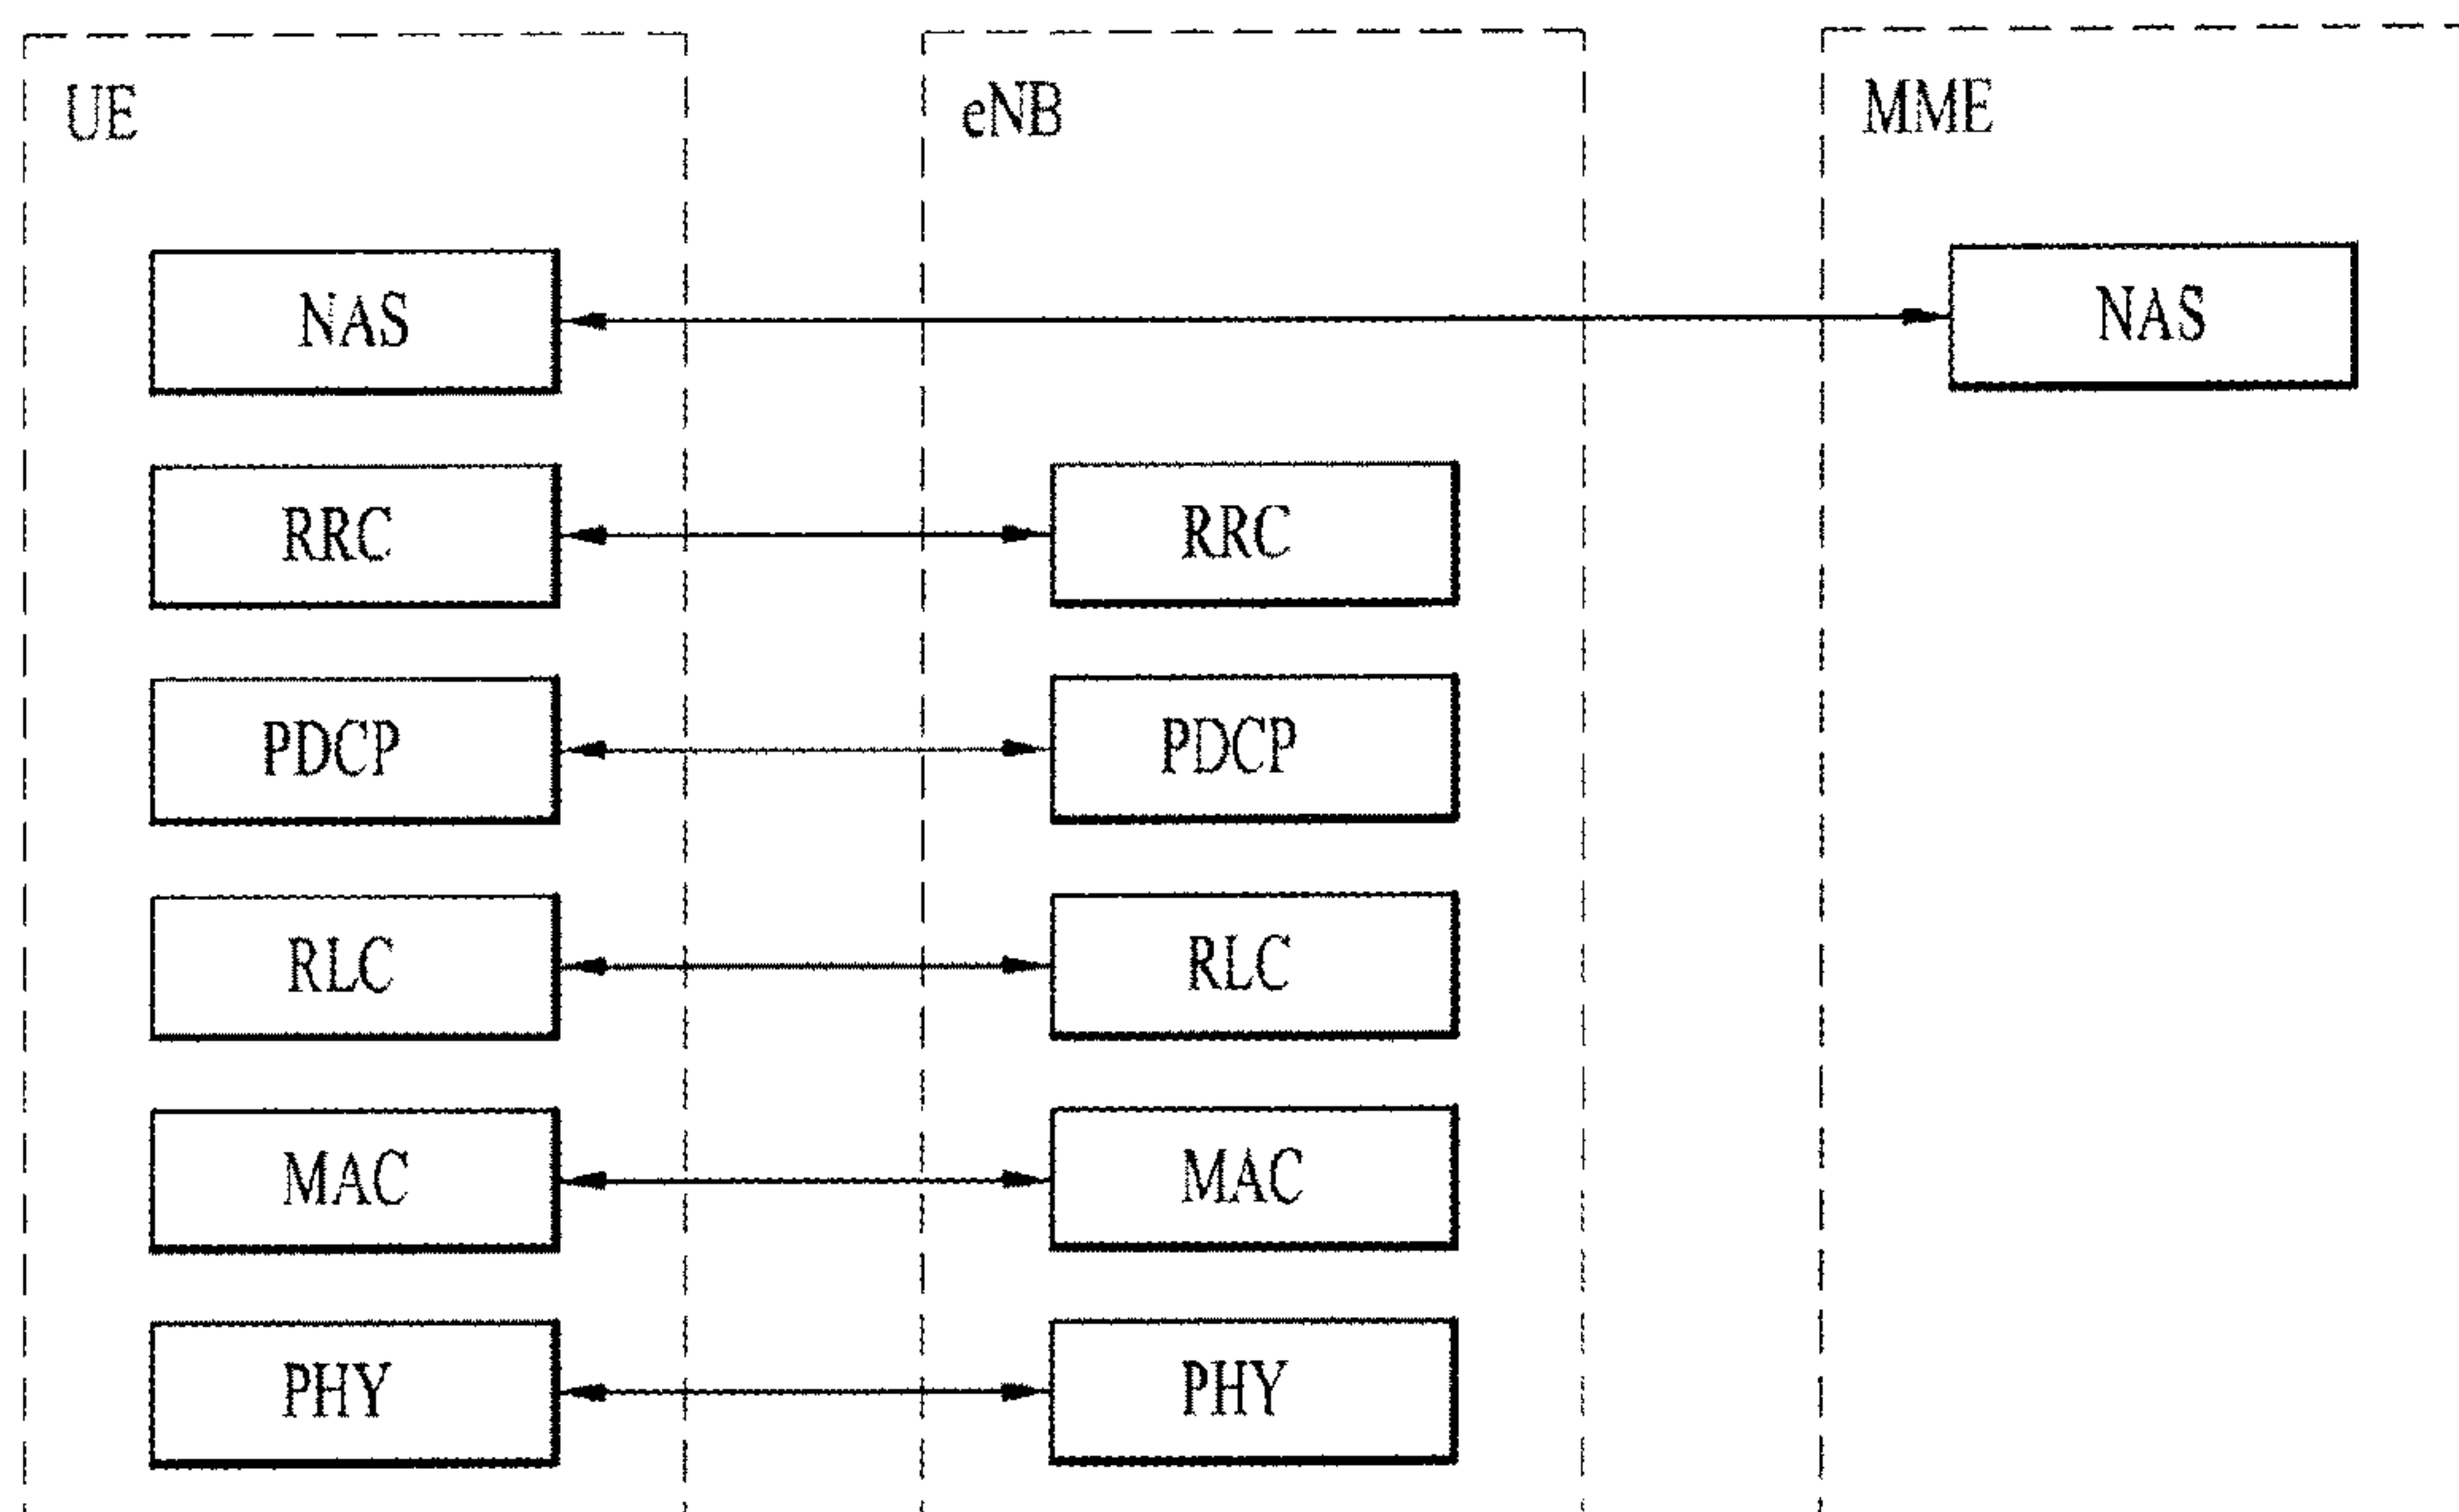 UE
eNB
MME
NAS
NAS
RRC
RRC
PDCP
PDCP
RLC
RLC
MAC
MAC
PHY
PHY